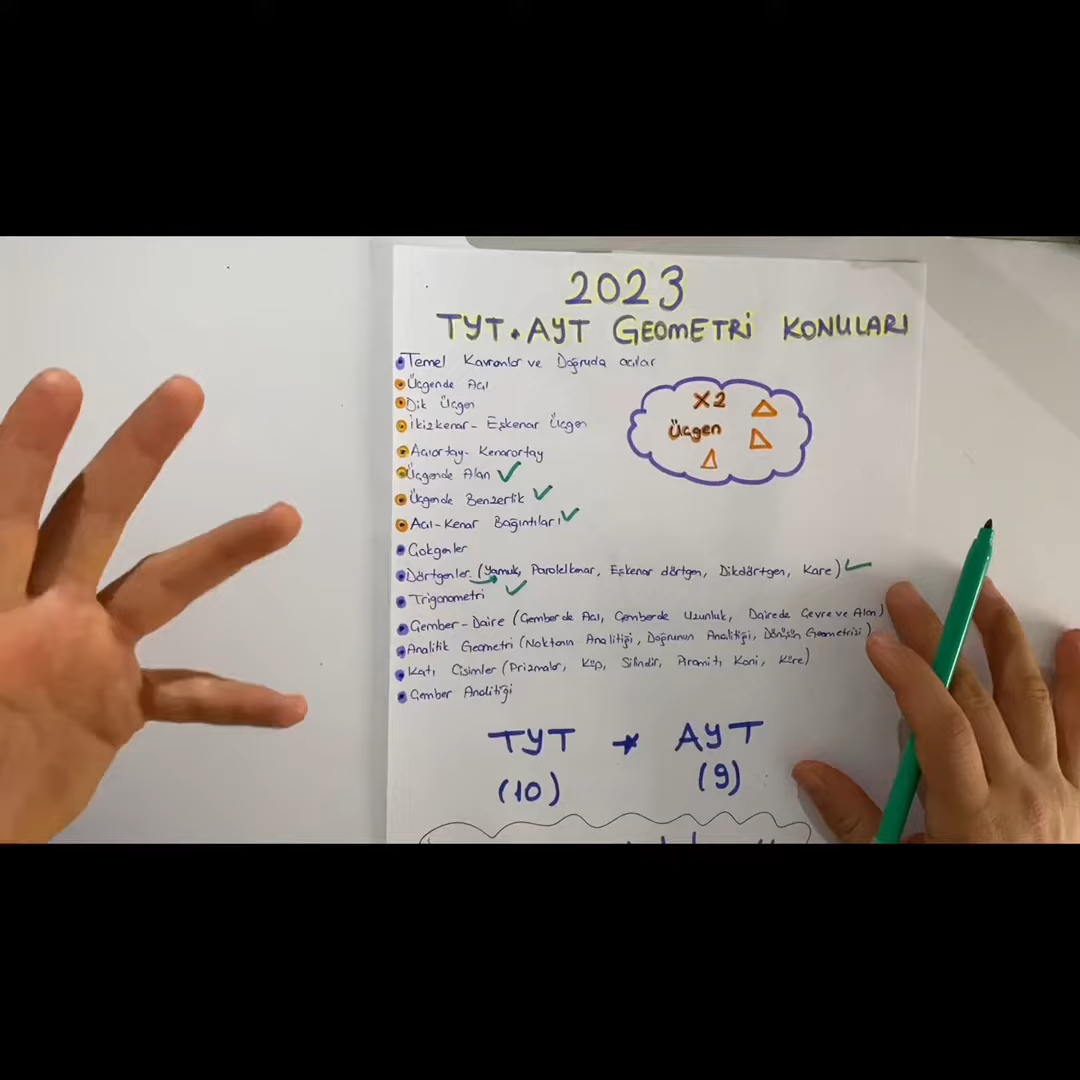 2023
TYT • AYT GEOMETRİ KONULARI
Temel Kavramlar ve Doğruda açılar
Üçgende Açı
Dik Üçgen
İkizkenar - Eşkenar Üçgen
Açıortay - Kenarortay
Üçgende Alan ✓
Üçgende Benzerlik ✓
Açı - Kenar Bağıntıları ✓
x2
Üçgen
Çokgenler
Dörtgenler (Yamuk, Paralelkenar, Eşkenar dörtgen, Dikdörtgen, Kare) ✓
Trigonometri ✓
Çember - Daire (Çemberde Açı, Çemberde Uzunluk, Dairede Çevre ve Alan)
Analitik Geometri (Noktanın Analitiği, Doğrunun Analitiği, Dönüşüm Geometrisi)
Katı Cisimler (Prizmalar, Küp, Silindir, Piramit, Koni, Küre)
Çember Analitiği
TYT * AYT
(10) (9)